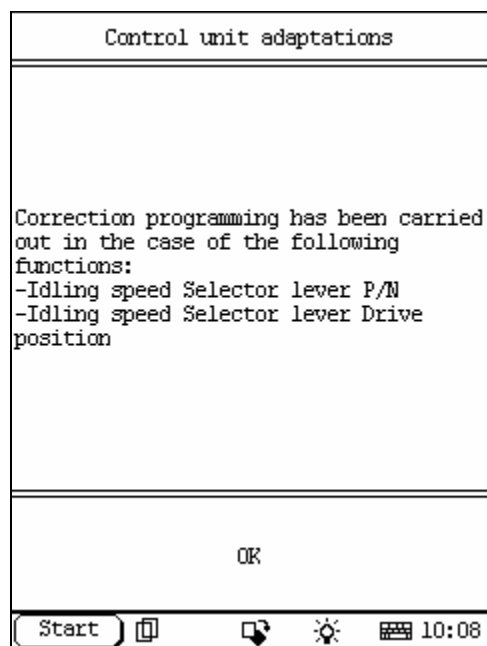 Control unit adaptations
Correction programming has been carried
out in the case of the following
functions:
-Idling speed Selector lever P/N
-Idling speed Selector lever Drive
position
OK
Start 10:08